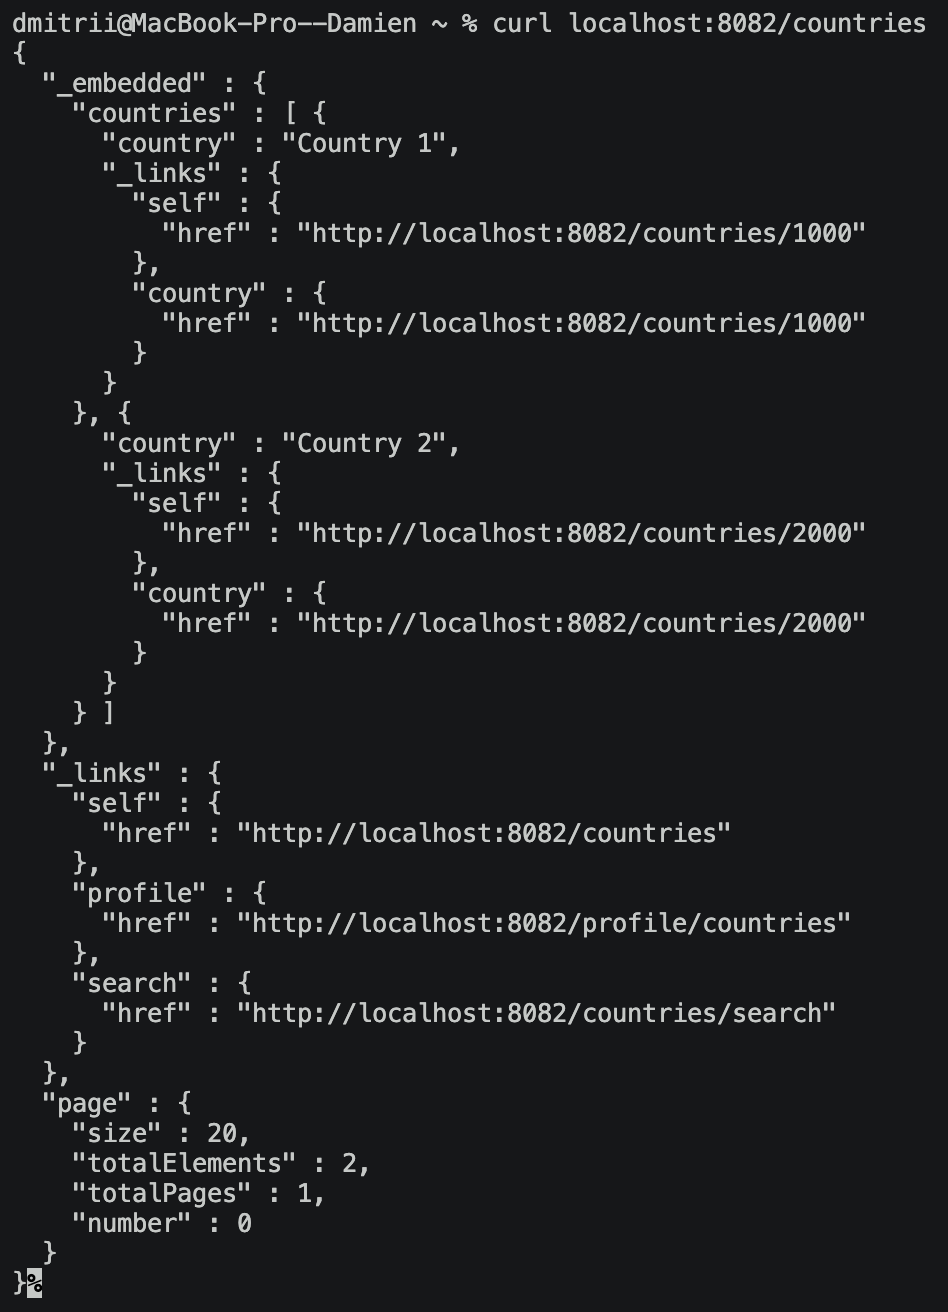 dmitrii@MacBook-Pro--Damien ~ % curl localhost:8082/countries
{
  "_embedded" : {
    "countries" : [ {
      "country" : "Country 1",
      "_links" : {
        "self" : {
          "href" : "http://localhost:8082/countries/1000"
        },
        "country" : {
          "href" : "http://localhost:8082/countries/1000"
        }
      }
    }, {
      "country" : "Country 2",
      "_links" : {
        "self" : {
          "href" : "http://localhost:8082/countries/2000"
        },
        "country" : {
          "href" : "http://localhost:8082/countries/2000"
        }
      }
    } ]
  },
  "_links" : {
    "self" : {
      "href" : "http://localhost:8082/countries"
    },
    "profile" : {
      "href" : "http://localhost:8082/profile/countries"
    },
    "search" : {
      "href" : "http://localhost:8082/countries/search"
    }
  },
  "page" : {
    "size" : 20,
    "totalElements" : 2,
    "totalPages" : 1,
    "number" : 0
  }
}%